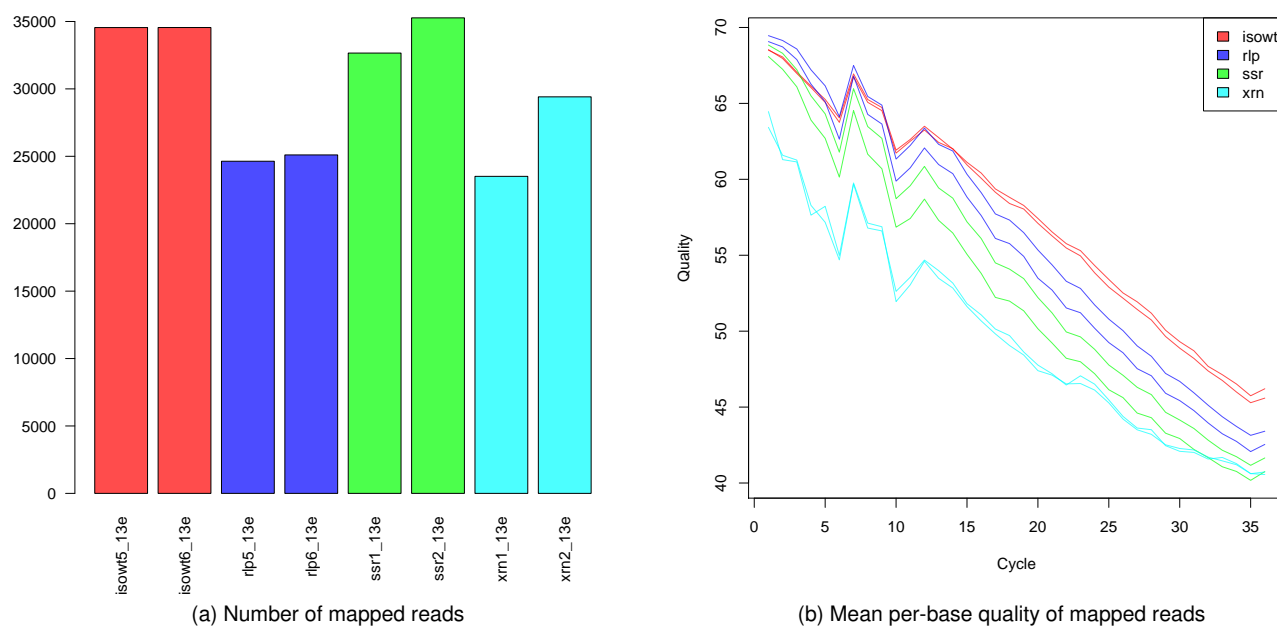 35000
30000
25000
20000
15000
10000
5000
0
isowt5_13e
isowt6_13e
rlp5_13e
rlp6_13e
ssr1_13e
ssr2_13e
xrn1_13e
xrn2_13e
(a) Number of mapped reads
70
65
60
55
50
45
40
Quality
0 5 10 15 20 25 30 35
Cycle
isowt
rlp
ssr
xrn
(b) Mean per-base quality of mapped reads